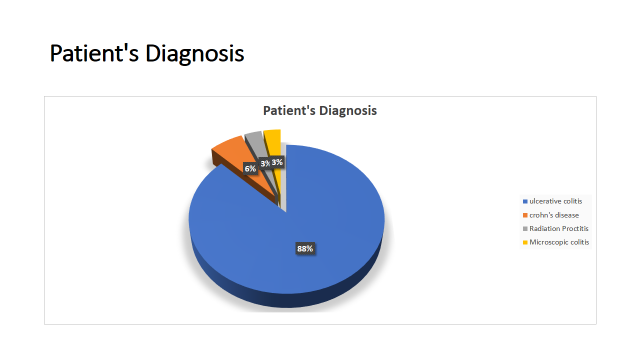 Patient's Diagnosis
Patient's Diagnosis
6%
3%
3%
88%
ulcerative colitis
crohn's disease
Radiation Proctitis
Microscopic colitis